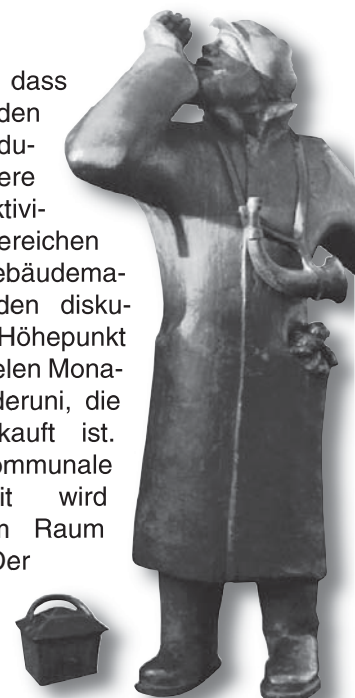 dass
den
du-
ere
ktivi-
ereichen
ebäudema-
den disku-
Höhepunkt
elen Mona-
deruni, die
kauft ist.
ommunale
it wird
m Raum
Der